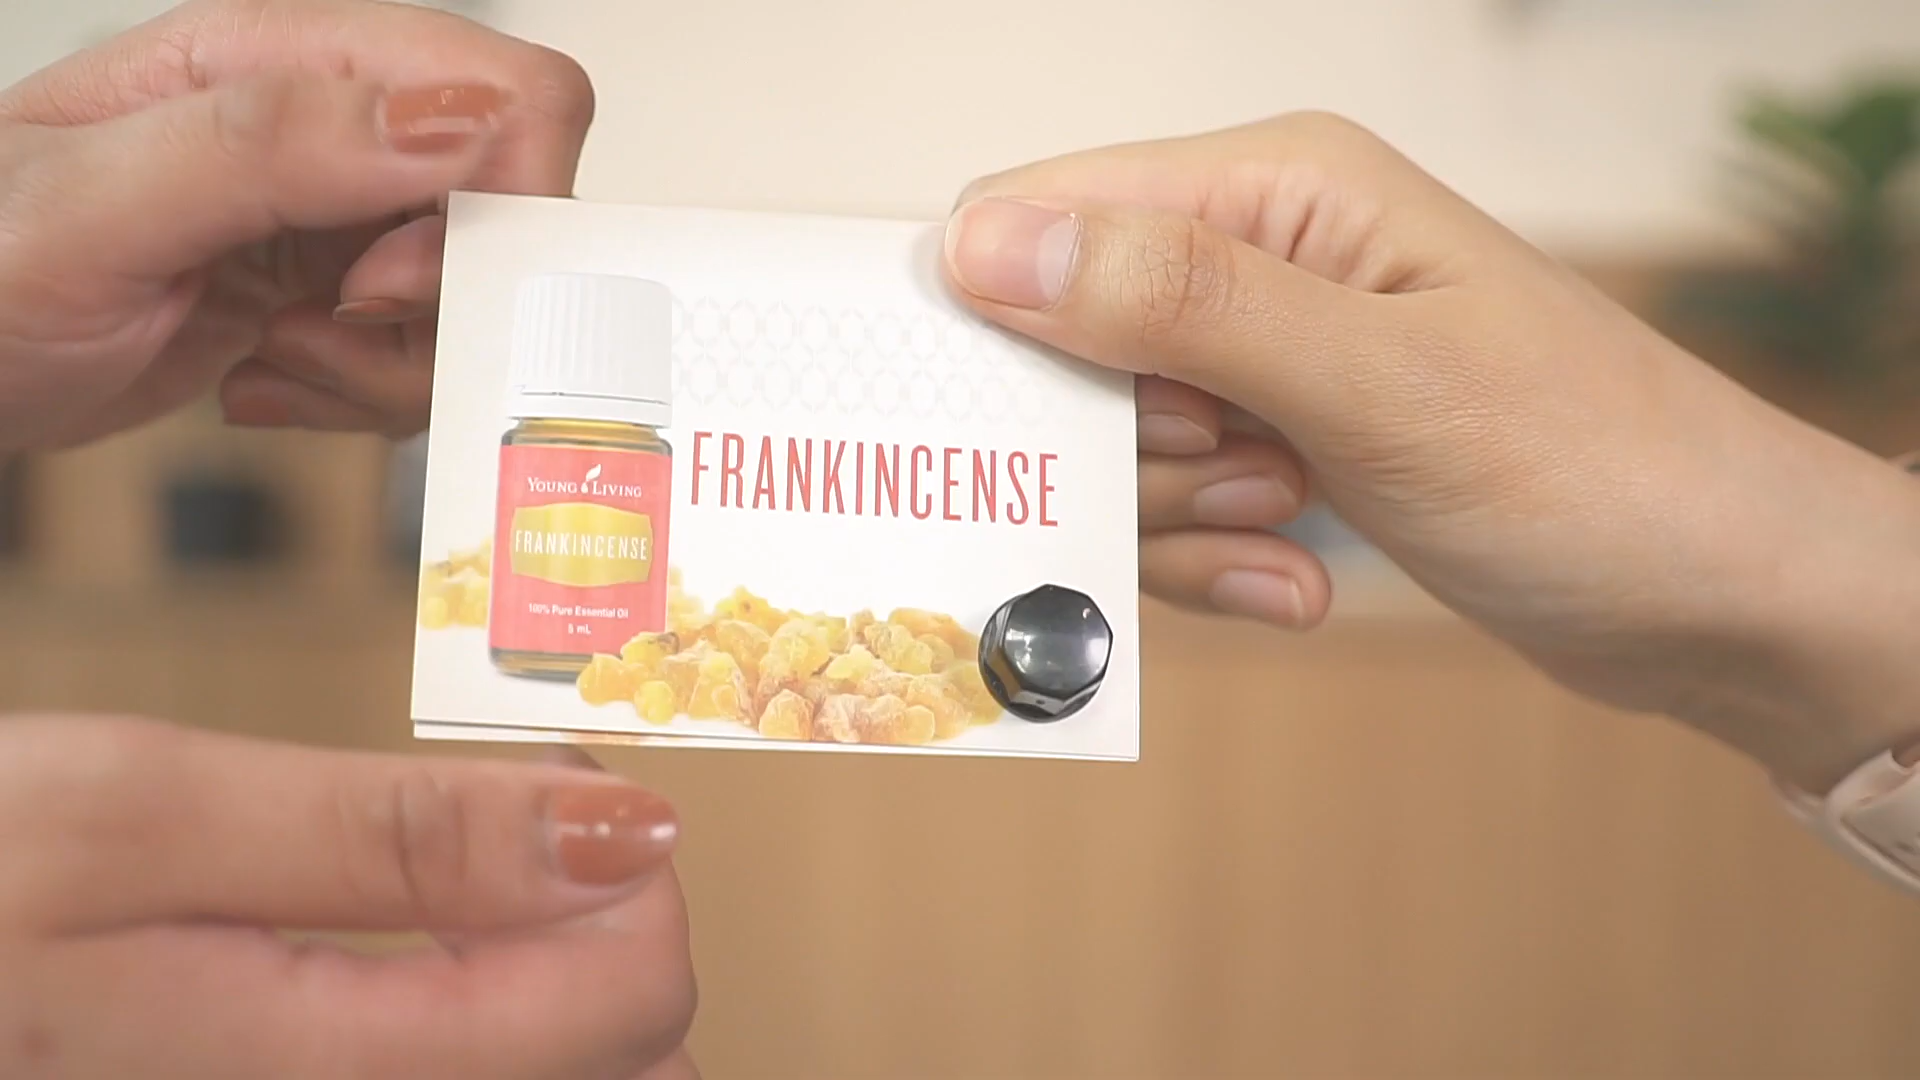 YOUNG LIVING
FRANKINCENSE
100% Pure Essential Oil
5 mL
FRANKINCENSE